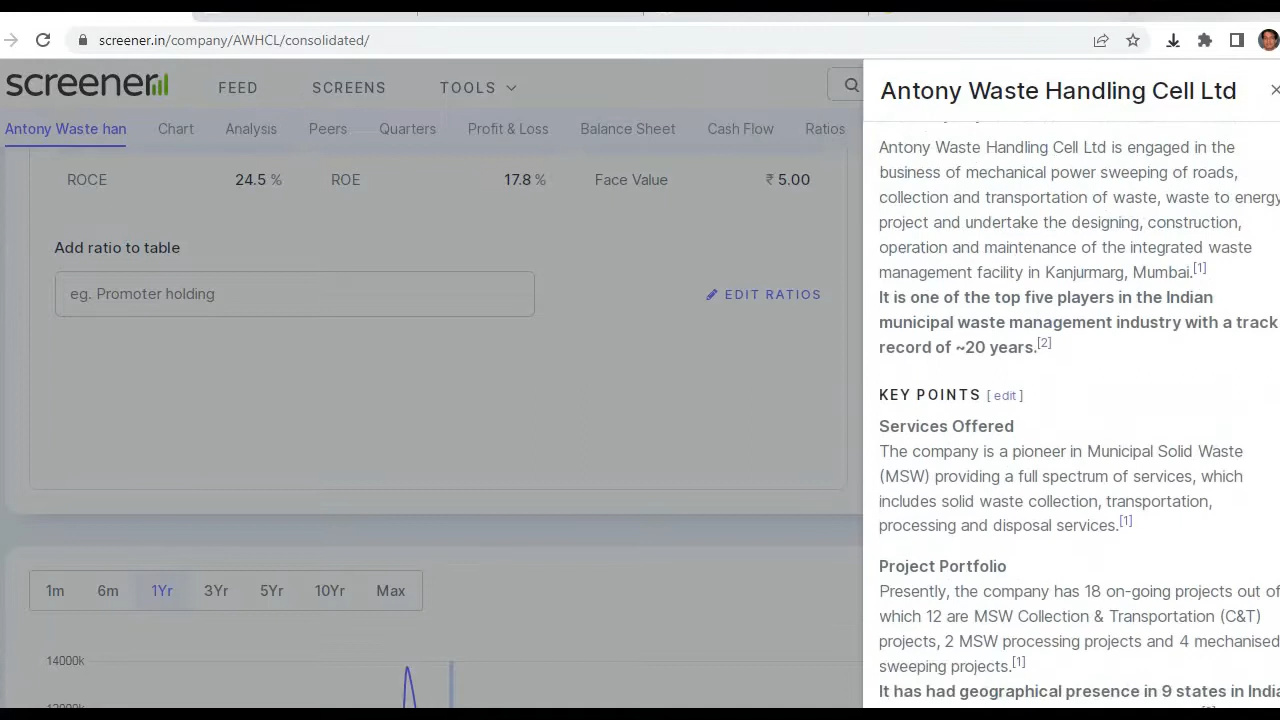 screener.in/company/AWHCL/consolidated/
screener
FEED
SCREENS
TOOLS
Antony Waste han
Chart
Analysis
Peers
Quarters
Profit & Loss
Balance Sheet
Cash Flow
Ratios
ROCE 24.5 %
ROE 17.8 %
Face Value ₹ 5.00
Add ratio to table
eg. Promoter holding
EDIT RATIOS
1m 6m 1Yr 3Yr 5Yr 10Yr Max
14000k
Antony Waste Handling Cell Ltd
Antony Waste Handling Cell Ltd is engaged in the
business of mechanical power sweeping of roads,
collection and transportation of waste, waste to energy
project and undertake the designing, construction,
operation and maintenance of the integrated waste
management facility in Kanjurmarg, Mumbai.[1]
It is one of the top five players in the Indian
municipal waste management industry with a track
record of ~20 years.[2]
KEY POINTS [ edit ]
Services Offered
The company is a pioneer in Municipal Solid Waste
(MSW) providing a full spectrum of services, which
includes solid waste collection, transportation,
processing and disposal services.[1]
Project Portfolio
Presently, the company has 18 on-going projects out of
which 12 are MSW Collection & Transportation (C&T)
projects, 2 MSW processing projects and 4 mechanised
sweeping projects.[1]
It has had geographical presence in 9 states in India